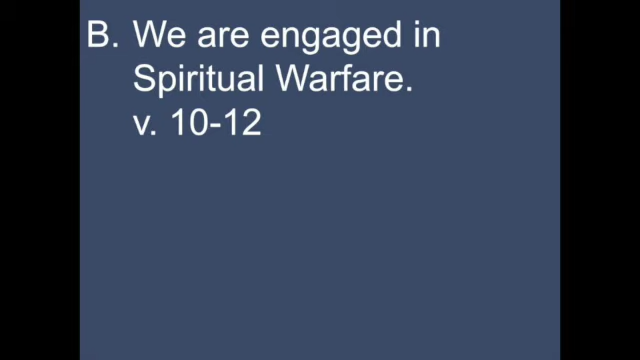 B. We are engaged in
Spiritual Warfare.
v. 10-12